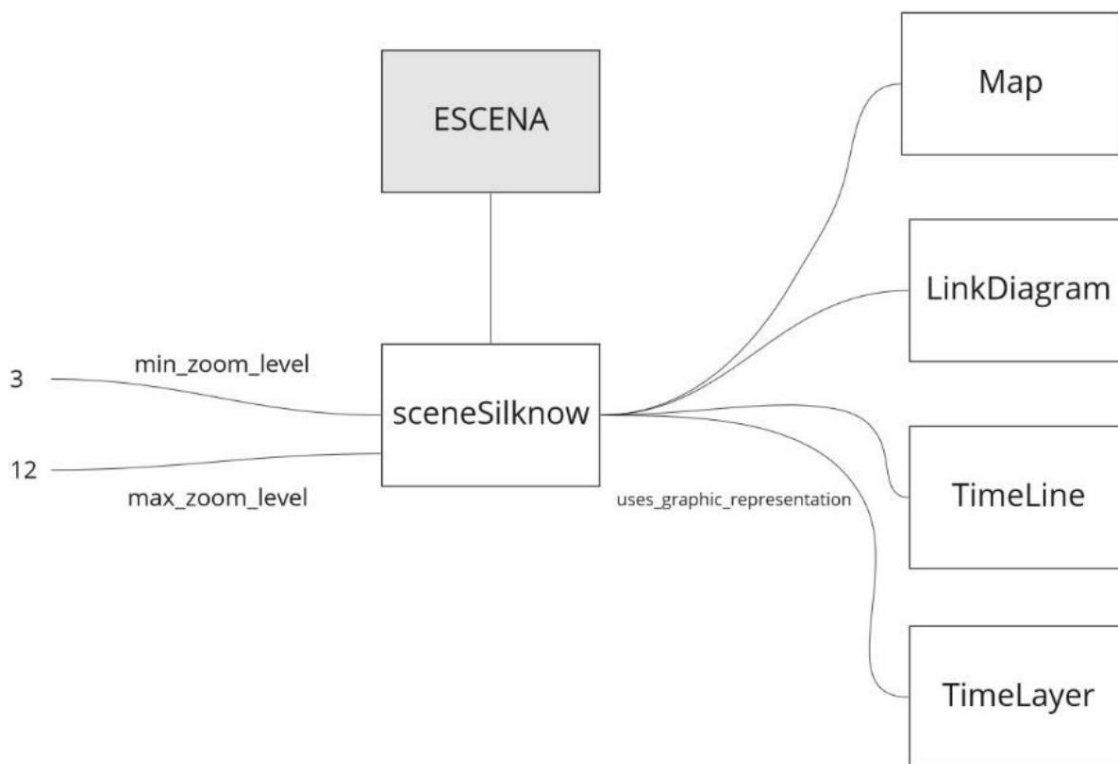 Map
ESCENA
LinkDiagram
min_zoom_level
3
sceneSilknow
12
max_zoom_level
uses_graphic_representation
TimeLine
TimeLayer